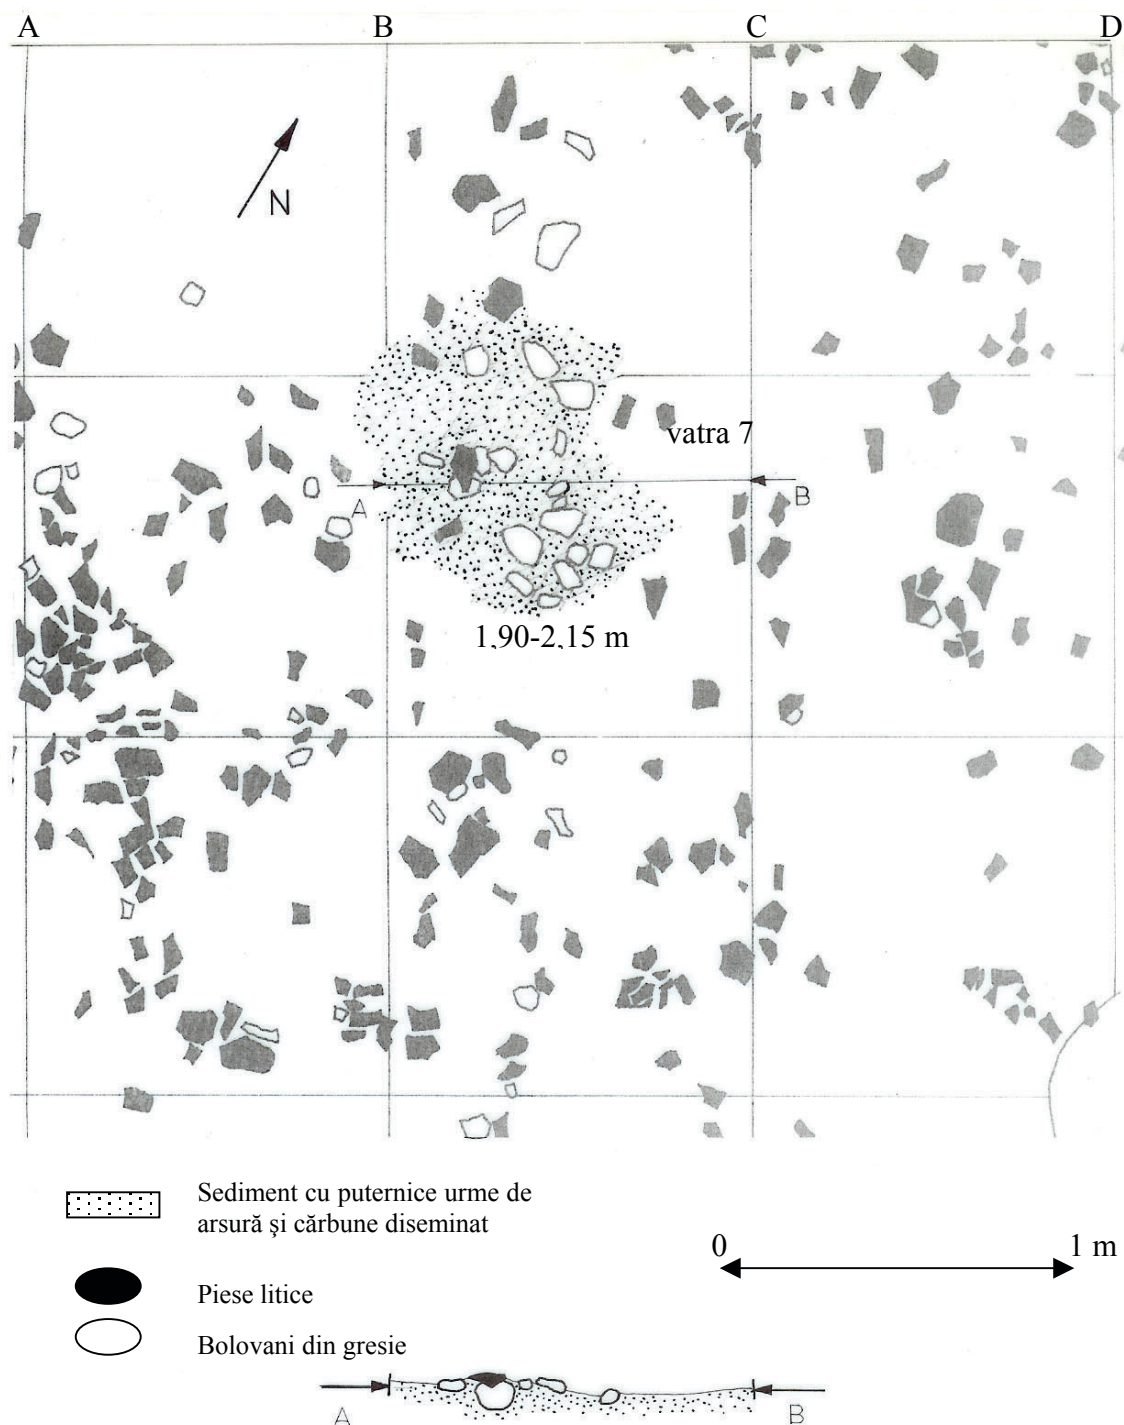 A B C D
N
vatra 7
A B
1,90-2,15 m
Sediment cu puternice urme de
arsură şi cărbune diseminat
0 1 m
Piese litice
Bolovani din gresie
A B